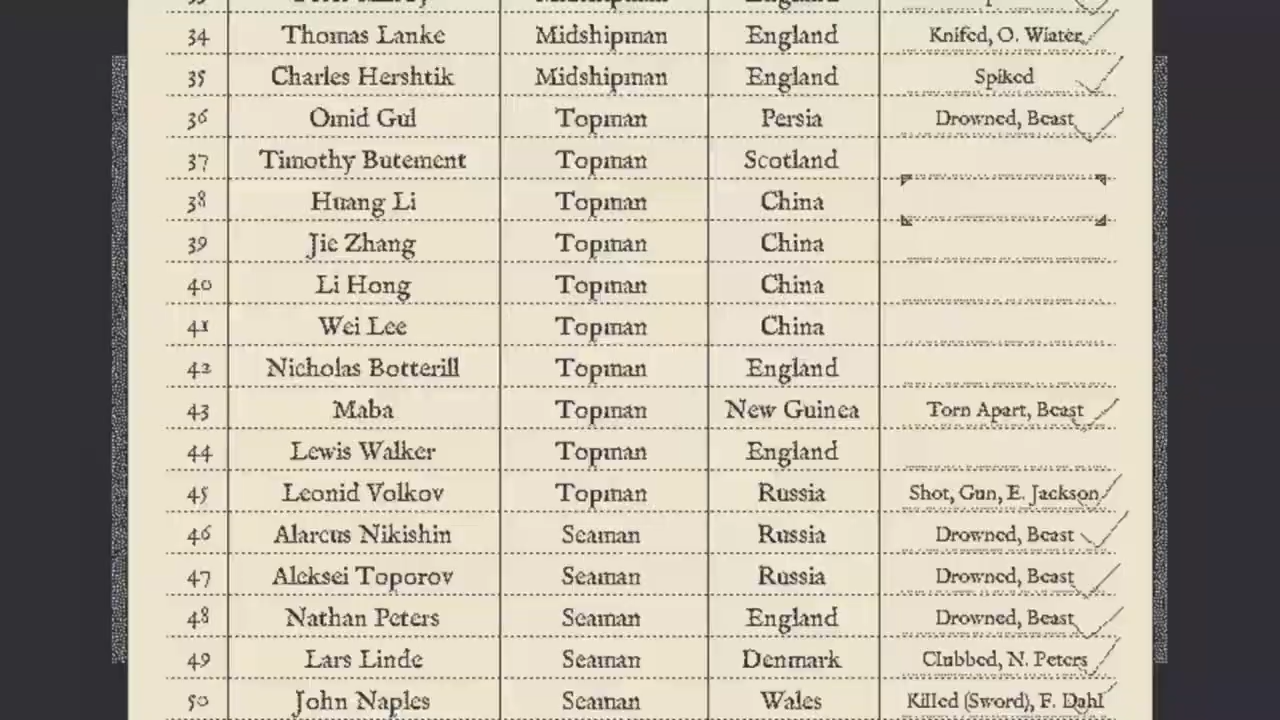 34 Thomas Lanke Midshipman England Knifed, O. Wiater
35 Charles Hershtik Midshipman England Spiked
36 Omid Gul Topman Persia Drowned, Beast
37 Timothy Butement Topman Scotland
38 Huang Li Topman China
39 Jie Zhang Topman China
40 Li Hong Topman China
41 Wei Lee Topman China
42 Nicholas Botterill Topman England
43 Maba Topman New Guinea Torn Apart, Beast
44 Lewis Walker Topman England
45 Leonid Volkov Topman Russia Shot, Gun, E. Jackson
46 Alarcus Nikishin Seaman Russia Drowned, Beast
47 Aleksei Toporov Seaman Russia Drowned, Beast
48 Nathan Peters Seaman England Drowned, Beast
49 Lars Linde Seaman Denmark Clubbed, N. Peters
50 John Naples Seaman Wales Killed (Sword), F. Dahl